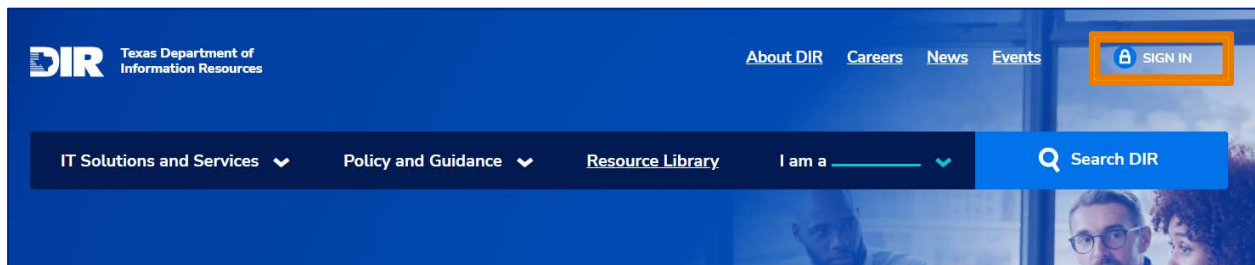 DIR
Texas Department of
Information Resources
About DIR Careers News Events SIGN IN
IT Solutions and Services Policy and Guidance Resource Library I am a Search DIR